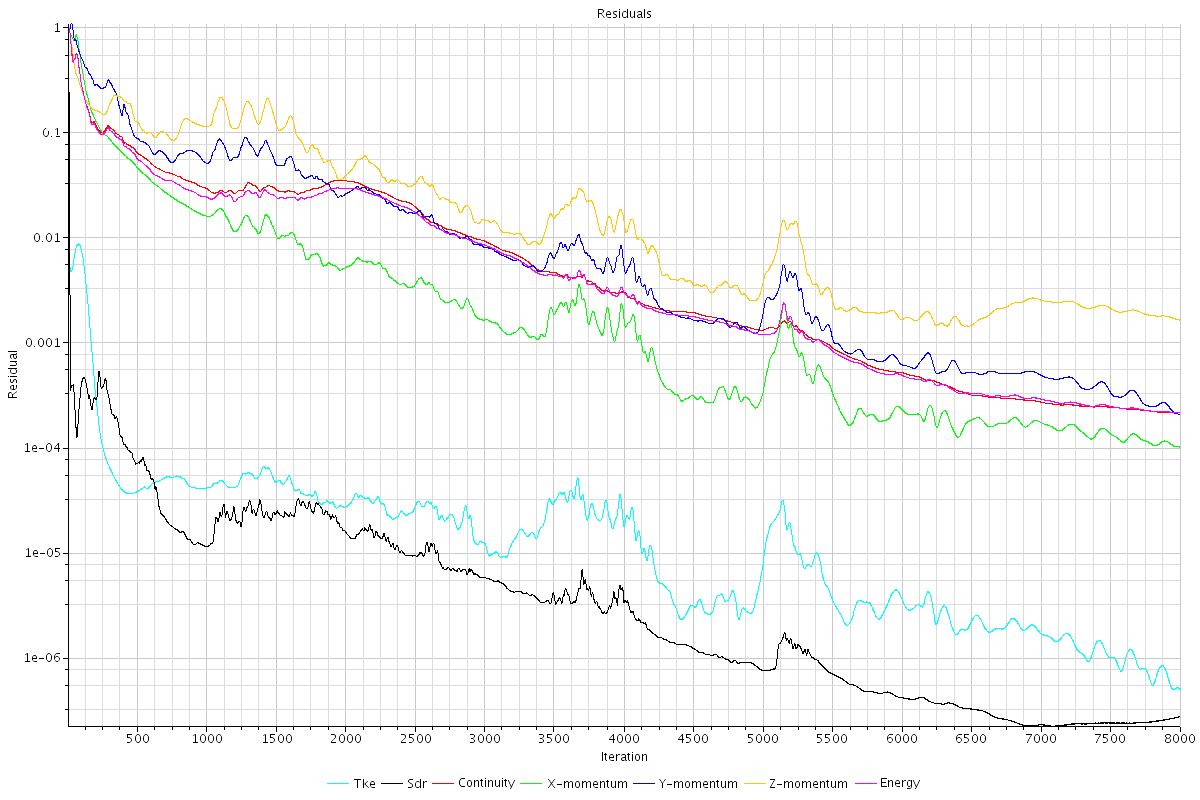 Residuals
1
0.1
0.01
0.001
1e-04
1e-05
1e-06
Residual
500 1000 1500 2000 2500 3000 3500 4000 4500 5000 5500 6000 6500 7000 7500 8000
Iteration
Tke Sdr Continuity X-momentum Y-momentum Z-momentum Energy